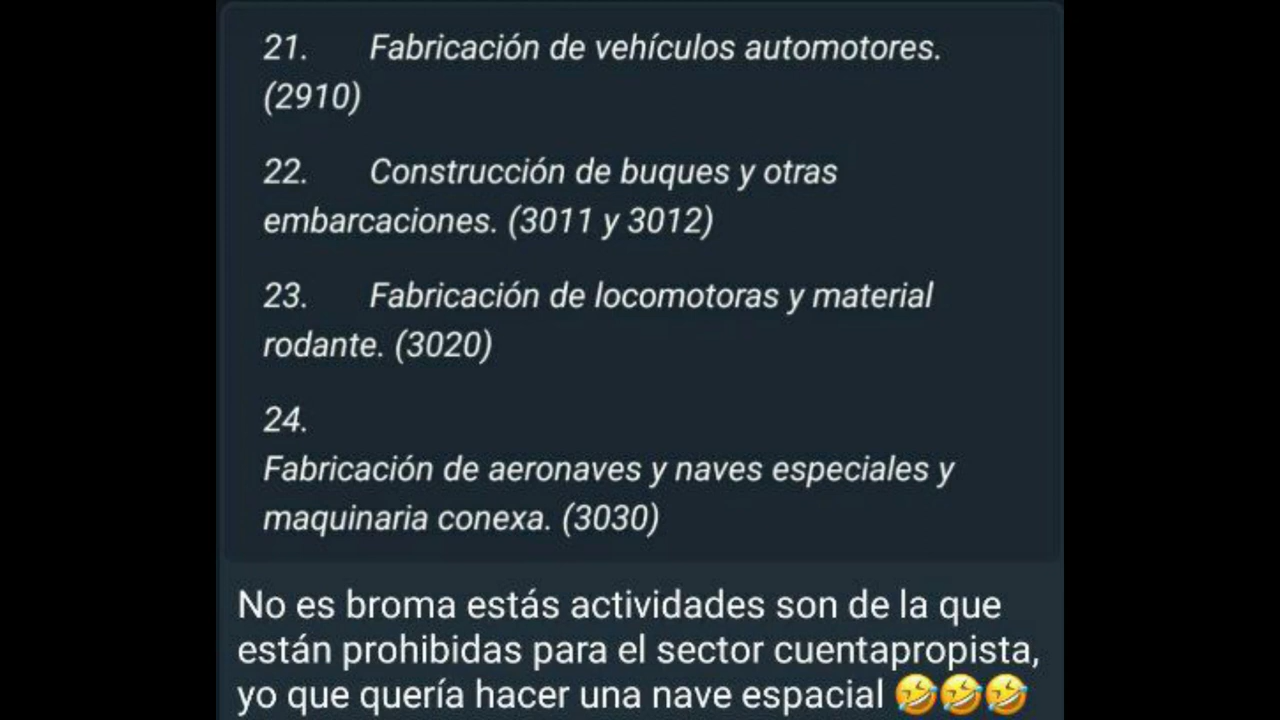 21. Fabricación de vehículos automotores.
(2910)
22. Construcción de buques y otras
embarcaciones. (3011 y 3012)
23. Fabricación de locomotoras y material
rodante. (3020)
24.
Fabricación de aeronaves y naves especiales y
maquinaria conexa. (3030)
No es broma estás actividades son de la que
están prohibidas para el sector cuentapropista,
yo que quería hacer una nave espacial 🤣🤣🤣